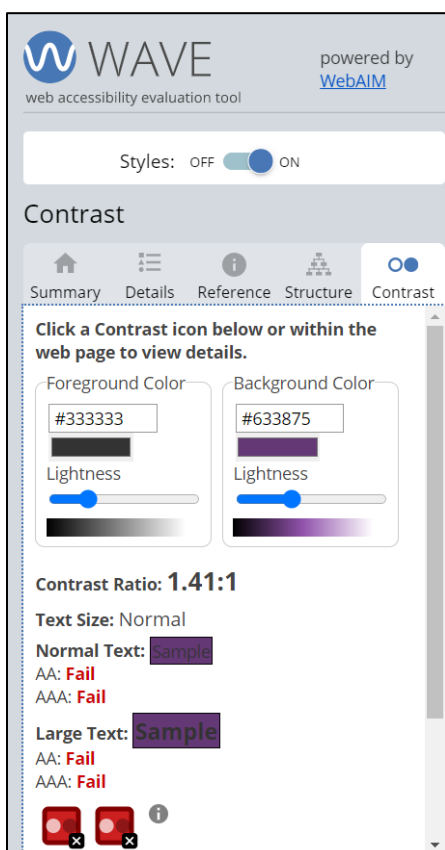 WAVE
powered by
WebAIM
web accessibility evaluation tool
Styles: OFF ON
Contrast
Summary Details Reference Structure Contrast
Click a Contrast icon below or within the
web page to view details.
Foreground Color Background Color
#333333 #633875
Lightness Lightness
Contrast Ratio: 1.41:1
Text Size: Normal
Normal Text: Sample
AA: Fail
AAA: Fail
Large Text: Sample
AA: Fail
AAA: Fail